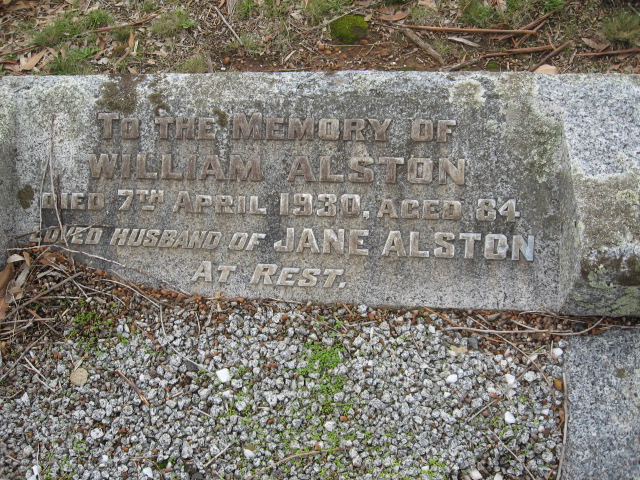 To the Memory of
William Alston
Died 7th April 1930, aged 84
Loved husband of Jane Alston
At Rest.